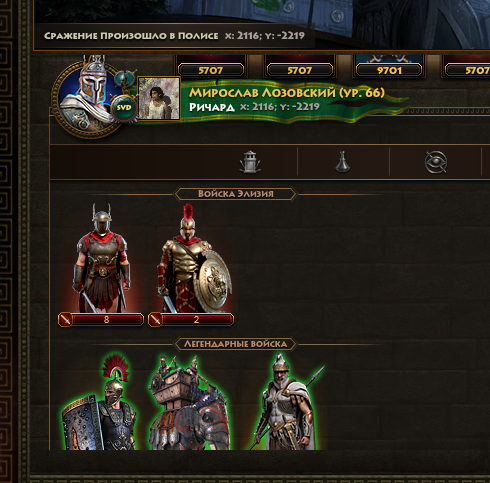 Сражение Произошло в Полисе X: 2116; Y: -2219
5707 5707 9701 5707
Мирослав Лозовский (ур. 66)
SVD
Ричард X: 2116; Y: -2219
Войска Элизия
8 2
Легендарные войска